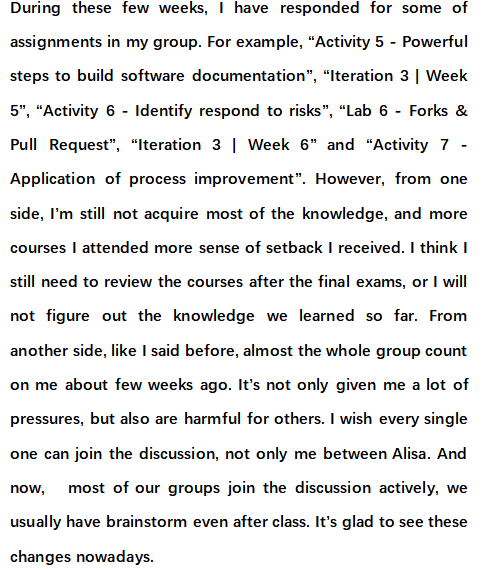 During these few weeks, I have responded for some of
assignments in my group. For example, “Activity 5 - Powerful
steps to build software documentation”, “Iteration 3 | Week
5”, “Activity 6 - Identify respond to risks”, “Lab 6 - Forks &
Pull Request”, “Iteration 3 | Week 6” and “Activity 7 -
Application of process improvement”. However, from one
side, I’m still not acquire most of the knowledge, and more
courses I attended more sense of setback I received. I think I
still need to review the courses after the final exams, or I will
not figure out the knowledge we learned so far. From
another side, like I said before, almost the whole group count
on me about few weeks ago. It’s not only given me a lot of
pressures, but also are harmful for others. I wish every single
one can join the discussion, not only me between Alisa. And
now, most of our groups join the discussion actively, we
usually have brainstorm even after class. It’s glad to see these
changes nowadays.